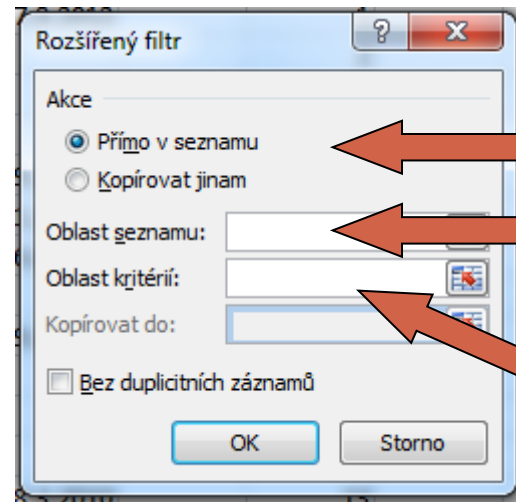 Rozšířený filtr
?
Akce
Přímo v seznamu
Kopírovat jinam
Oblast seznamu:
Oblast kritérií:
Kopírovat do:
Bez duplicitních záznamů
OK Storno